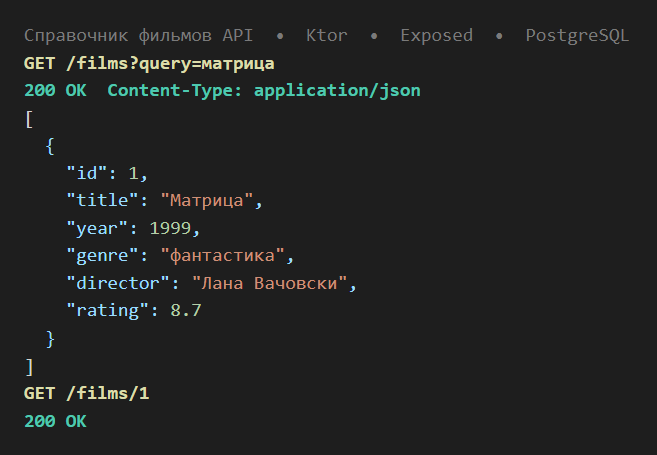 Справочник фильмов API • Ktor • Exposed • PostgreSQL
GET /films?query=матрица
200 OK  Content-Type: application/json
[
  {
    "id": 1,
    "title": "Матрица",
    "year": 1999,
    "genre": "фантастика",
    "director": "Лана Вачовски",
    "rating": 8.7
  }
]
GET /films/1
200 OK